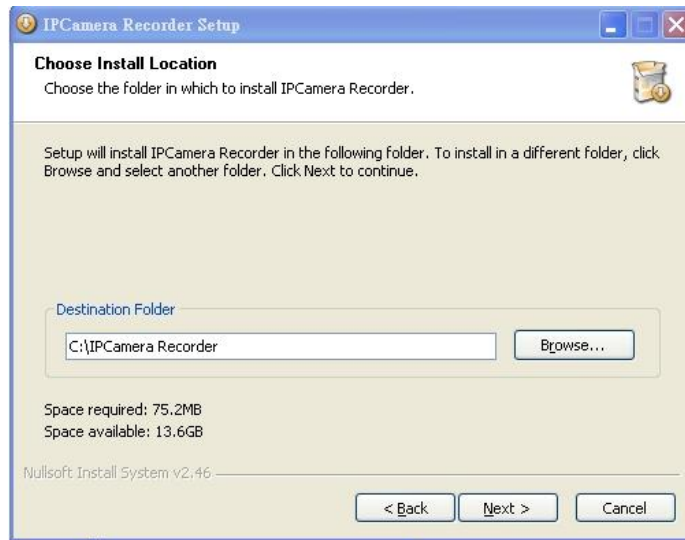 IPCamera Recorder Setup
Choose Install Location
Choose the folder in which to install IPCamera Recorder.
Setup will install IPCamera Recorder in the following folder. To install in a different folder, click
Browse and select another folder. Click Next to continue.
Destination Folder
C:\IPCamera Recorder
Browse...
Space required: 75.2MB
Space available: 13.6GB
Nullsoft Install System v2.46
< Back
Next >
Cancel